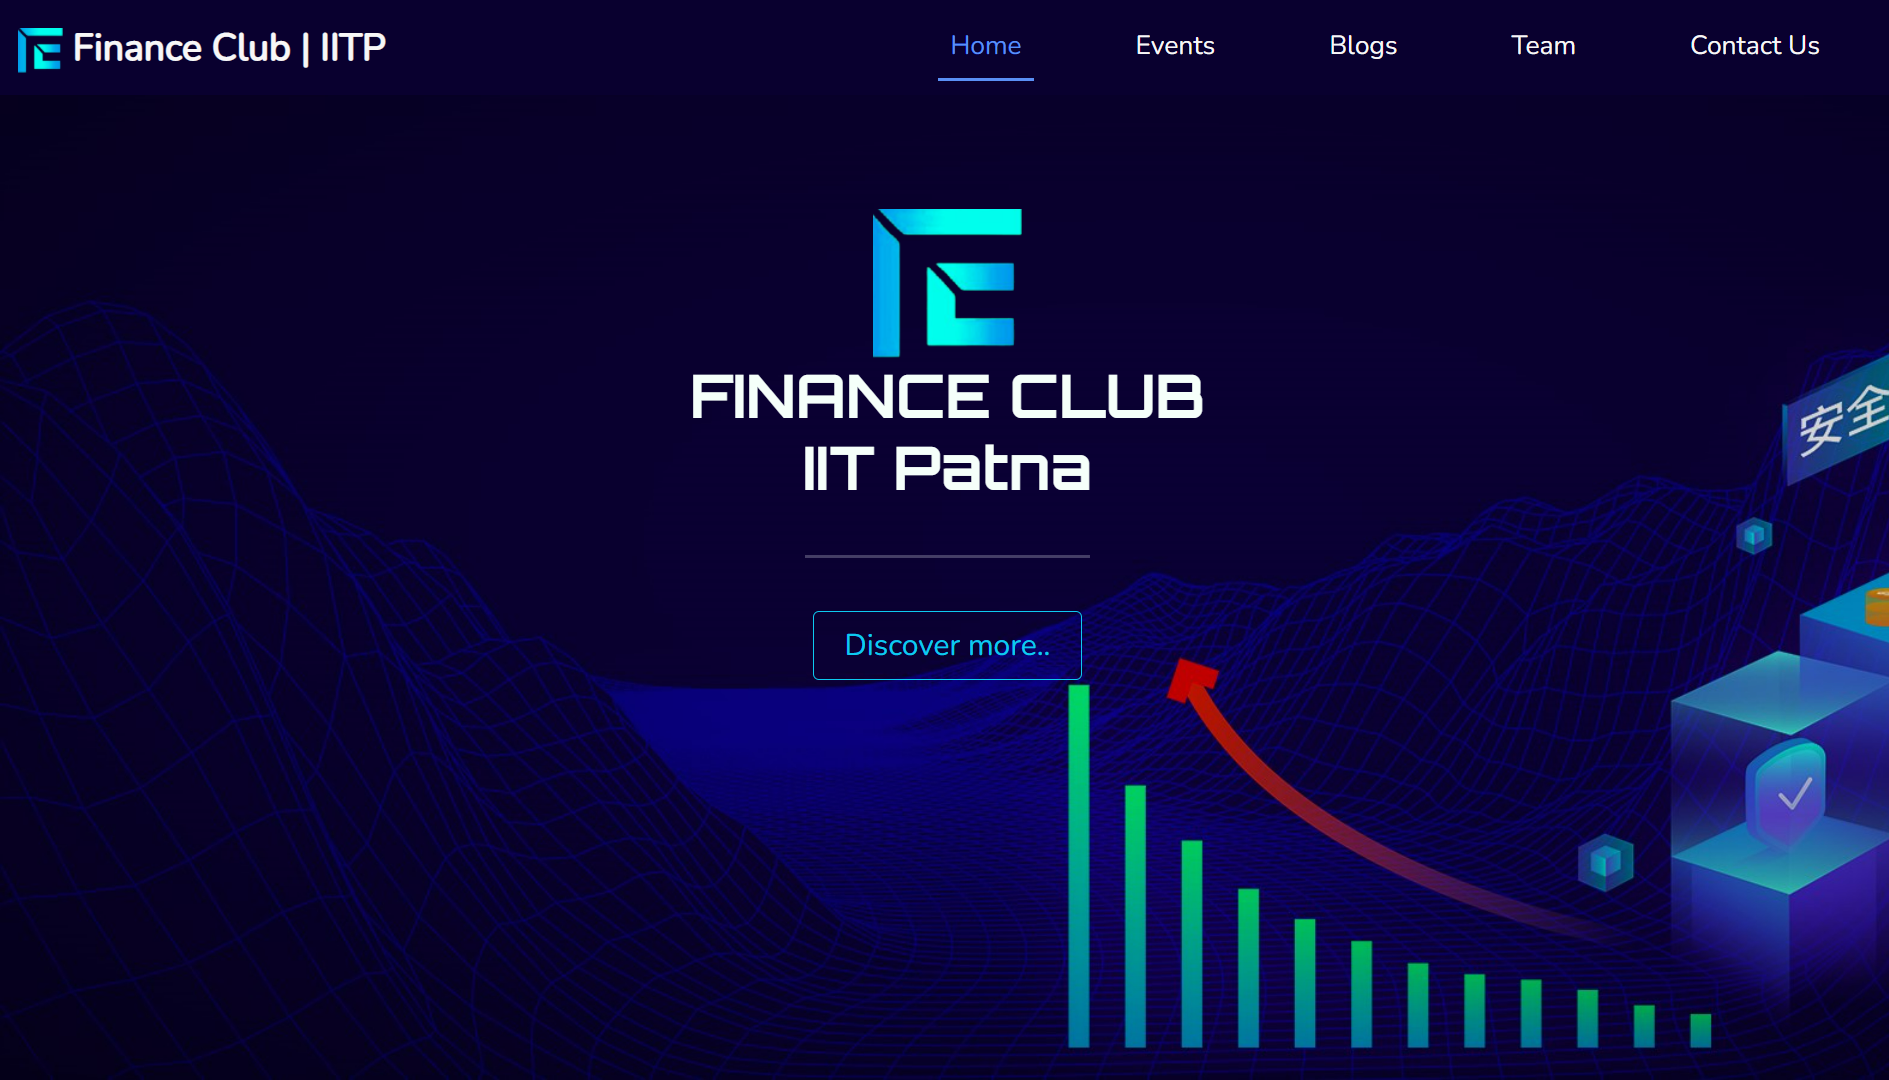 Finance Club | IITP
Home
Events
Blogs
Team
Contact Us
FINANCE CLUB
IIT Patna
安全
Discover more..